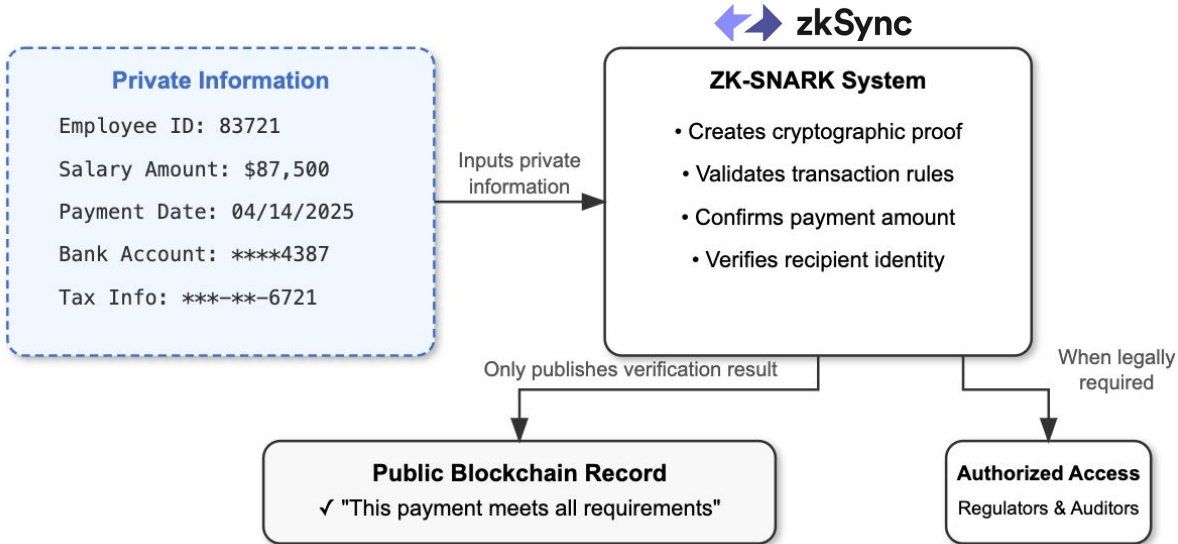 zkSync
Private Information
Employee ID: 83721
Salary Amount: $87,500
Payment Date: 04/14/2025
Bank Account: ****4387
Tax Info: ***-**-6721
Inputs private
information
ZK-SNARK System
• Creates cryptographic proof
• Validates transaction rules
• Confirms payment amount
• Verifies recipient identity
Only publishes verification result
When legally
required
Public Blockchain Record
✓ "This payment meets all requirements"
Authorized Access
Regulators & Auditors